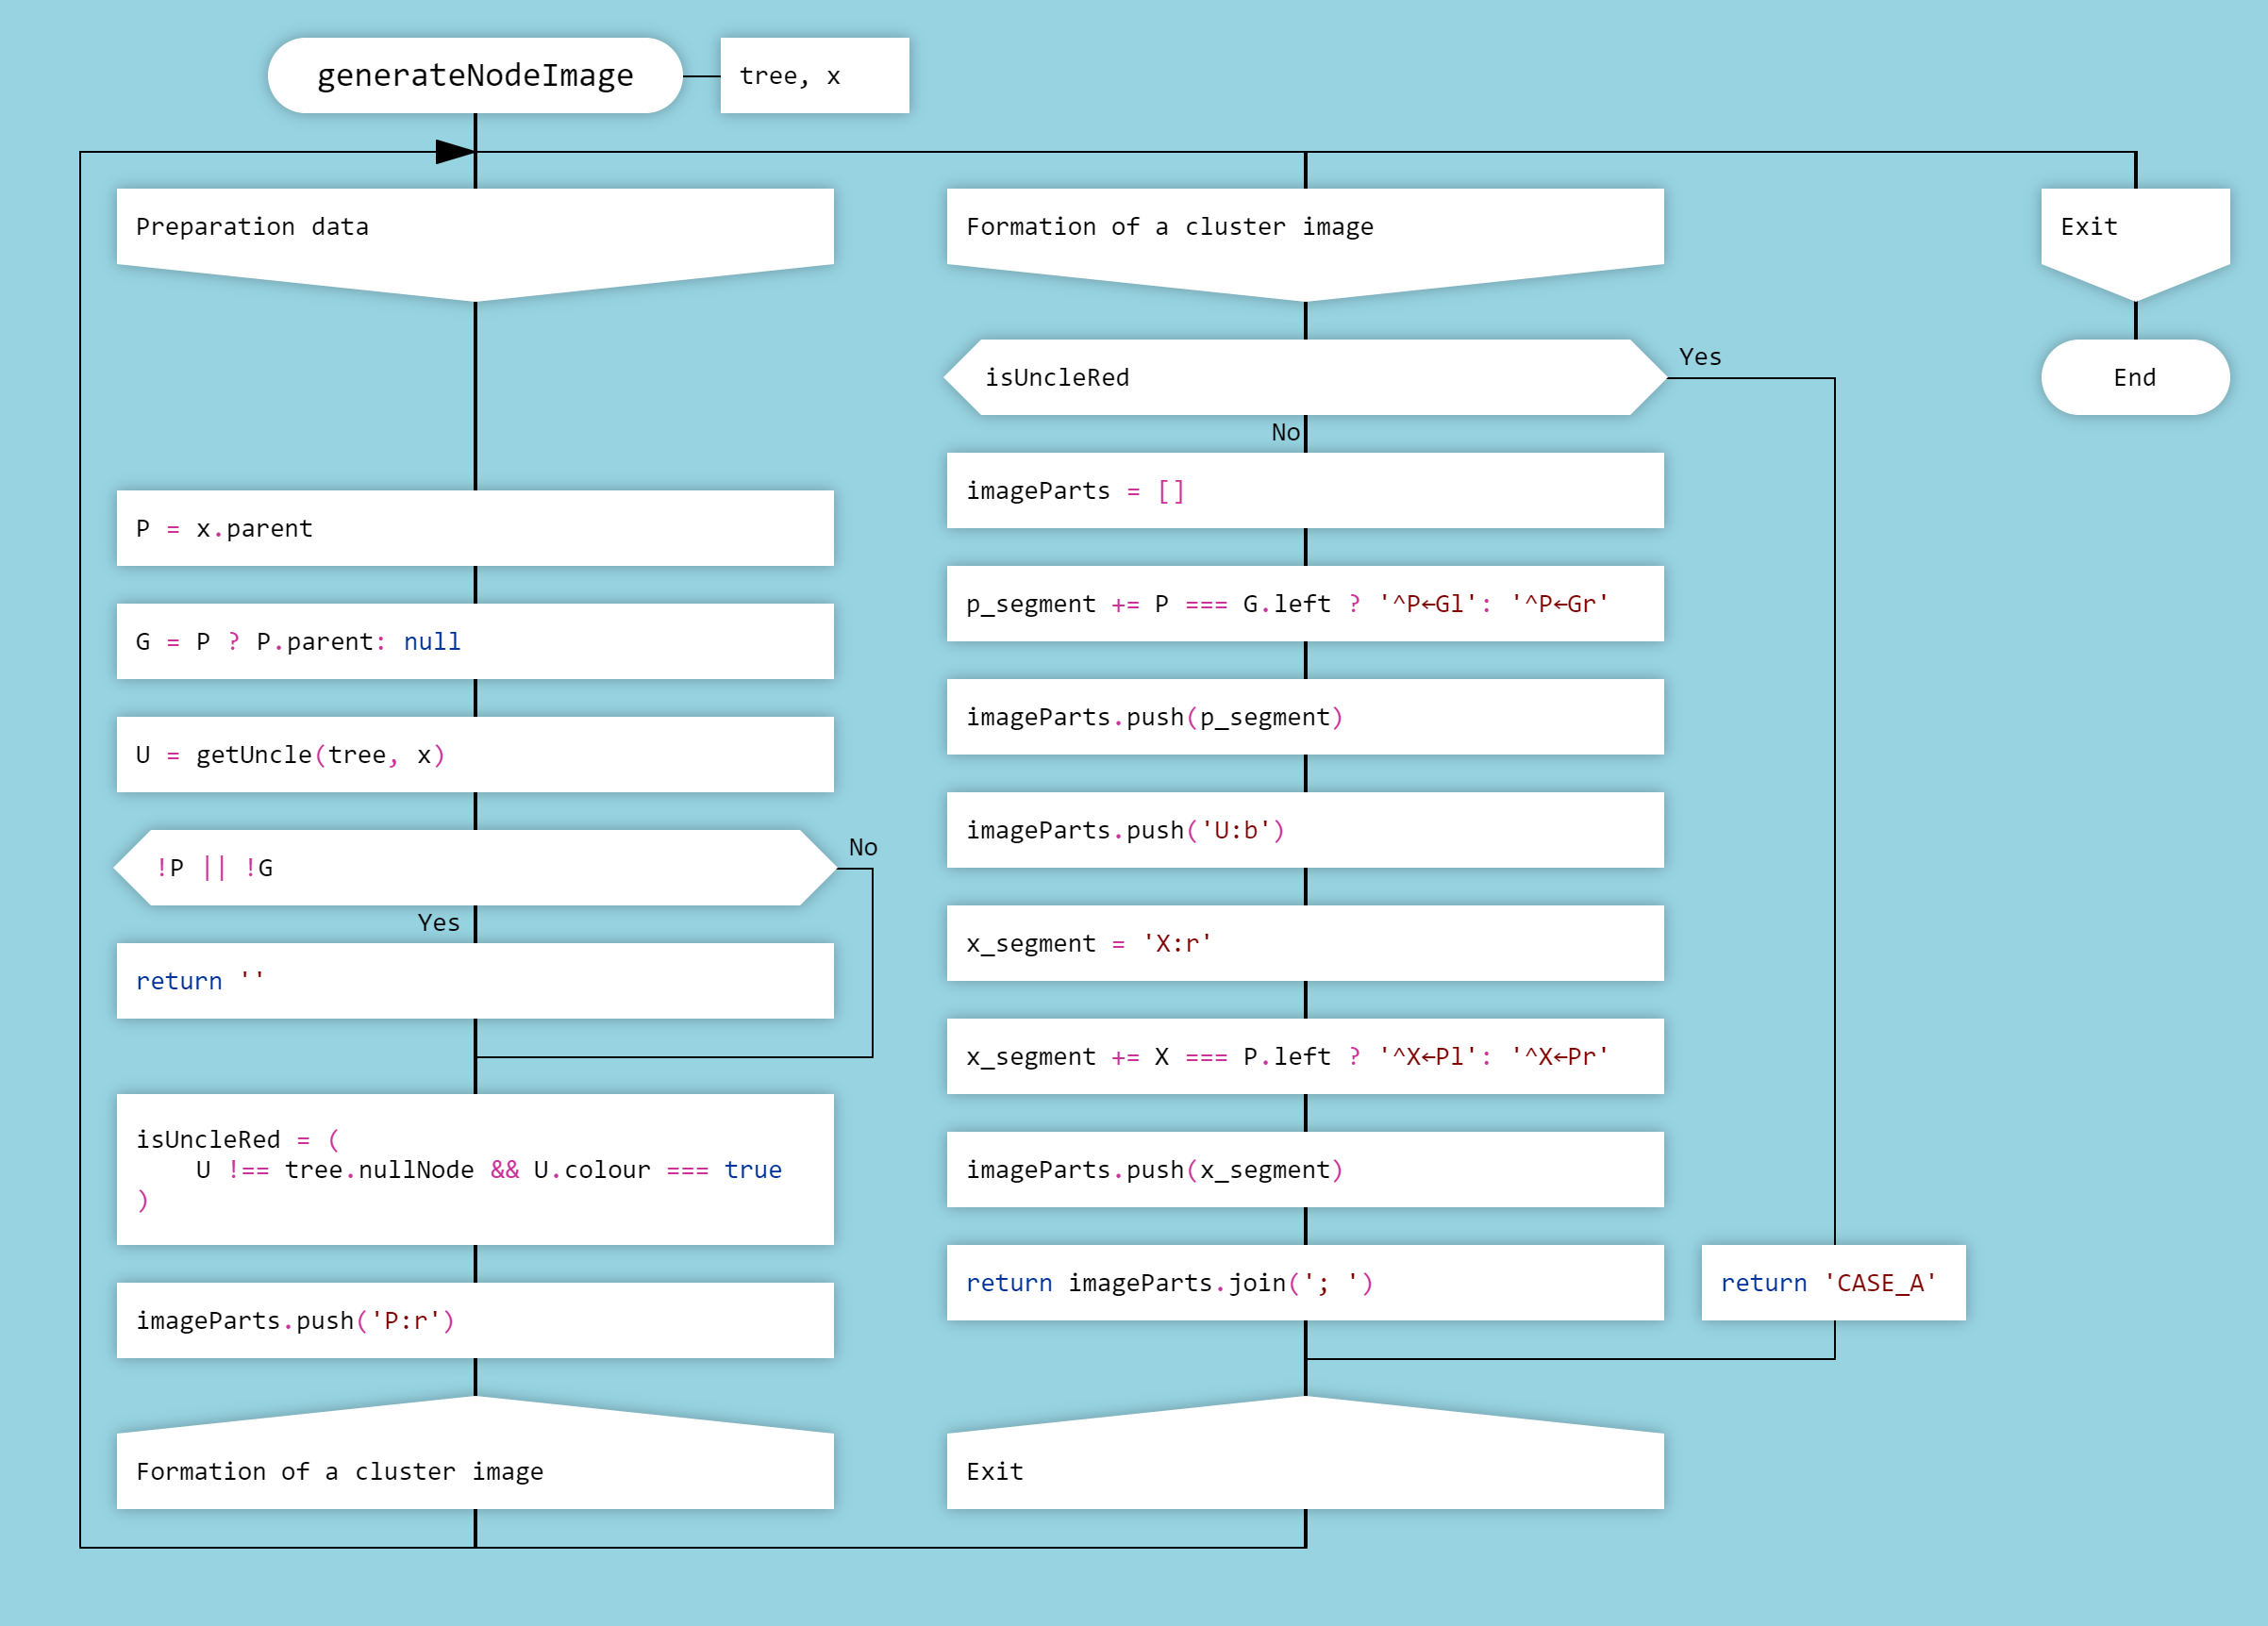 generateNodeImage
tree, x
Preparation data
P = x.parent
G = P ? P.parent: null
U = getUncle(tree, x)
!P || !G
No
Yes
return ''
isUncleRed = (
    U !== tree.nullNode && U.colour === true
)
imageParts.push('P:r')
Formation of a cluster image
Formation of a cluster image
isUncleRed
Yes
No
imageParts = []
p_segment += P === G.left ? '^P←Gl': '^P←Gr'
imageParts.push(p_segment)
imageParts.push('U:b')
x_segment = 'X:r'
x_segment += X === P.left ? '^X←Pl': '^X←Pr'
imageParts.push(x_segment)
return imageParts.join('; ')
return 'CASE_A'
Exit
Exit
End